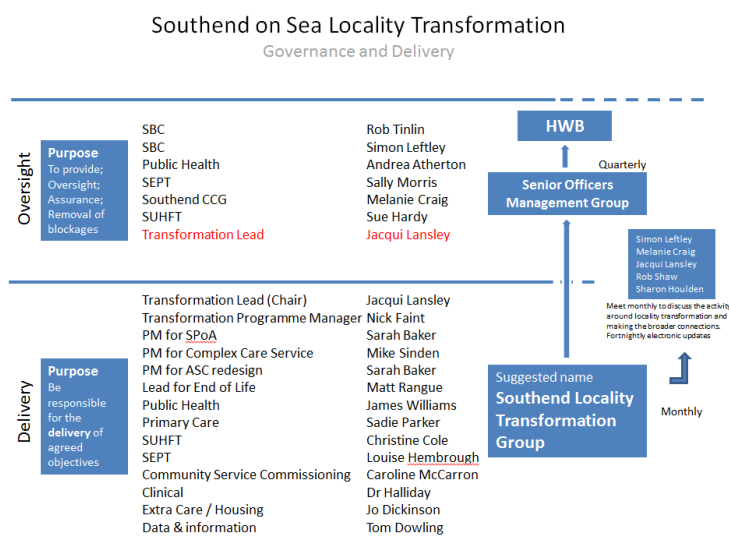 Southend on Sea Locality Transformation
Governance and Delivery
Oversight
Purpose
To provide;
Oversight;
Assurance;
Removal of
blockages
SBC Rob Tinlin
SBC Simon Leftley
Public Health Andrea Atherton
SEPT Sally Morris
Southend CCG Melanie Craig
SUHFT Sue Hardy
Transformation Lead Jacqui Lansley
HWB
Quarterly
Senior Officers
Management Group
Simon Leftley
Melanie Craig
Jacqui Lansley
Rob Shaw
Sharon Houlden
Meet monthly to discuss the activit
around locality transformation and
making the broader connections.
Fortnightly electronic updates
Monthly
Delivery
Purpose
Be
responsible
for the
delivery of
agreed
objectives
Transformation Lead (Chair) Jacqui Lansley
Transformation Programme Manager Nick Faint
PM for SPoA Sarah Baker
PM for Complex Care Service Mike Sinden
PM for ASC redesign Sarah Baker
Lead for End of Life Matt Rangue
Public Health James Williams
Primary Care Sadie Parker
SUHFT Christine Cole
SEPT Louise Hembrough
Community Service Commissioning Caroline McCarron
Clinical Dr Halliday
Extra Care / Housing Jo Dickinson
Data & information Tom Dowling
Suggested name
Southend Locality
Transformation
Group